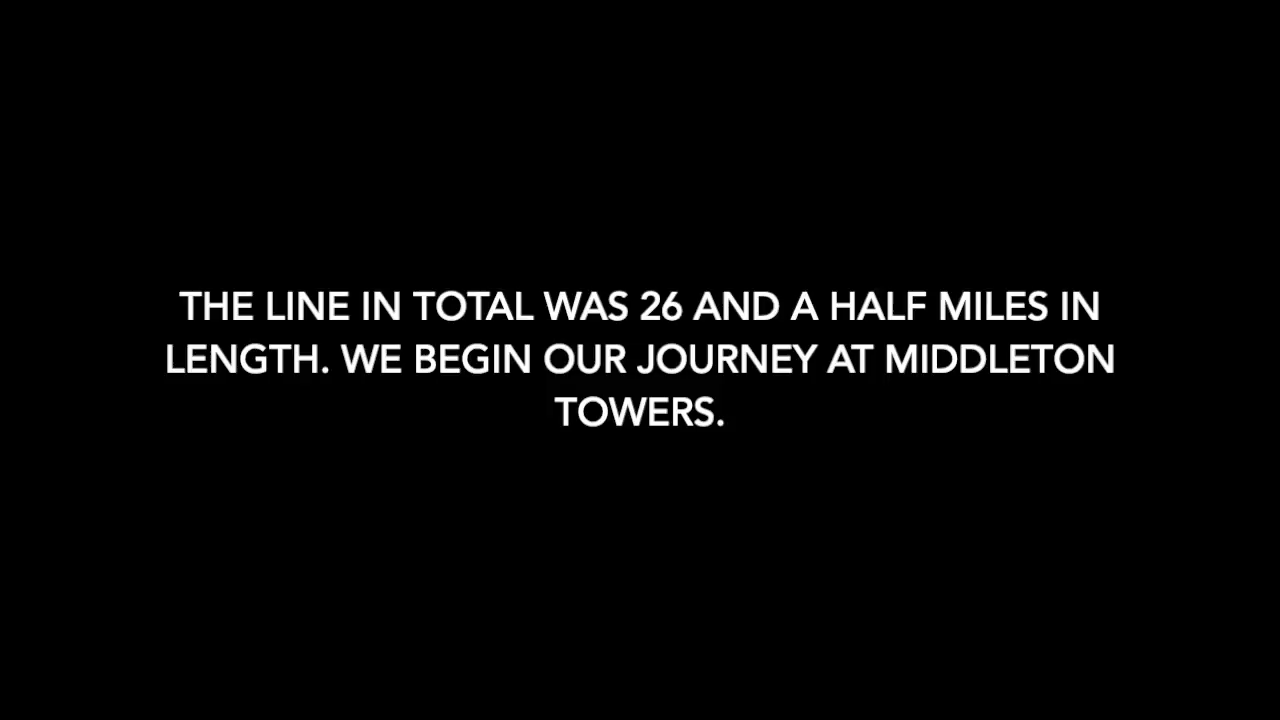 THE LINE IN TOTAL WAS 26 AND A HALF MILES IN
LENGTH. WE BEGIN OUR JOURNEY AT MIDDLETON
TOWERS.